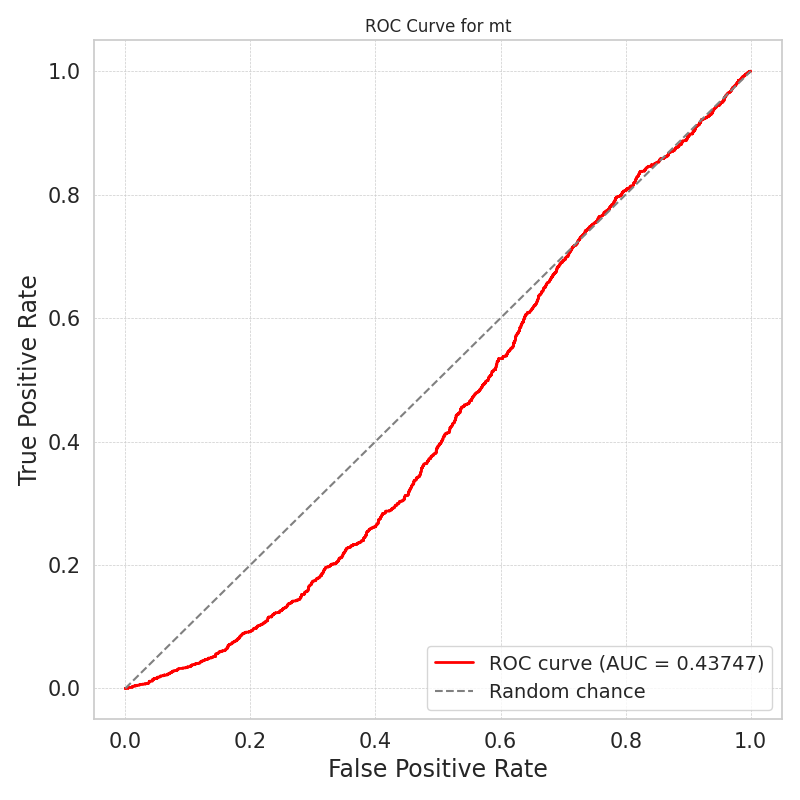 ROC Curve for mt
True Positive Rate
1.0
0.8
0.6
0.4
0.2
0.0
ROC curve (AUC = 0.43747)
Random chance
0.0 0.2 0.4 0.6 0.8 1.0
False Positive Rate